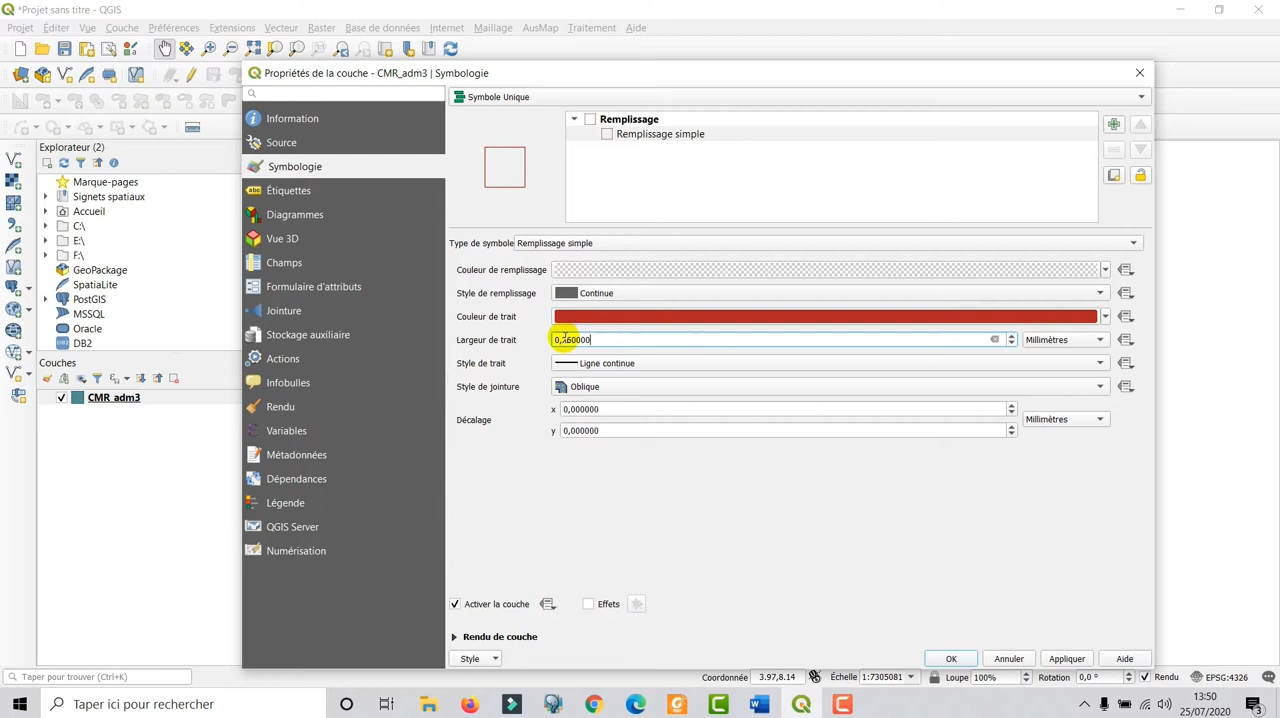 *Projet sans titre - QGIS
Projet Éditer Vue Couche Préférences Extensions Vecteur Raster Base de données Internet Maillage AusMap Traitement Aide
Propriétés de la couche - CMR_adm3 | Symbologie
Symbole Unique
Information
Source
Symbologie
Étiquettes
Diagrammes
Vue 3D
Champs
Formulaire d'attributs
Jointure
Stockage auxiliaire
Actions
Infobulles
Rendu
Variables
Métadonnées
Dépendances
Légende
QGIS Server
Numérisation
Remplissage
Remplissage simple
Type de symbole Remplissage simple
Couleur de remplissage
Style de remplissage Continue
Couleur de trait
Largeur de trait Millimètres
Style de trait Ligne continue
Style de jointure Oblique
Décalage
x 0,000000
y 0,000000
Millimètres
Activer la couche Effets
Rendu de couche
Style OK Annuler Appliquer Aide
Explorateur (2)
Marque-pages
Signets spatiaux
Accueil
C:\
E:\
F:\
GeoPackage
SpatiaLite
PostGIS
MSSQL
Oracle
DB2
Couches
CMR_adm3
Taper pour trouver (Ctrl+K) Coordonnée 3.97,8.14 Échelle 1:7305081 Loupe 100% Rotation 0,0 ° Rendu EPSG:4326
Taper ici pour rechercher
13:50
25/07/2020
3